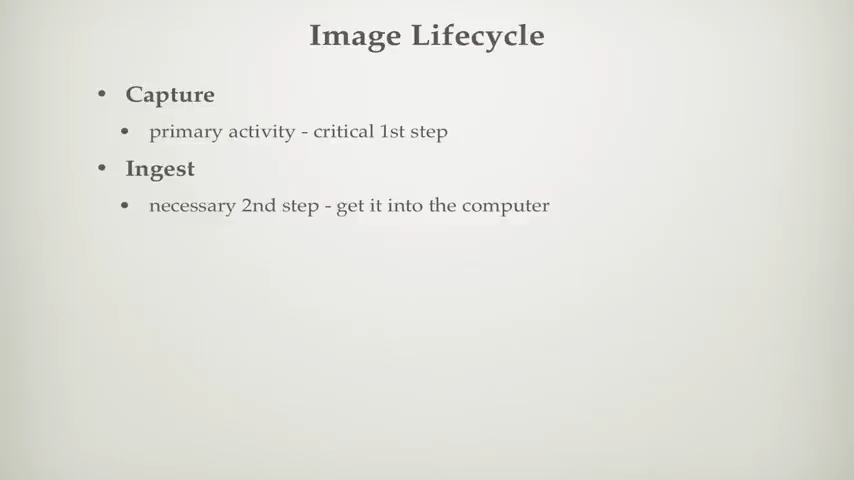 Image Lifecycle
• Capture
• primary activity - critical 1st step
• Ingest
• necessary 2nd step - get it into the computer